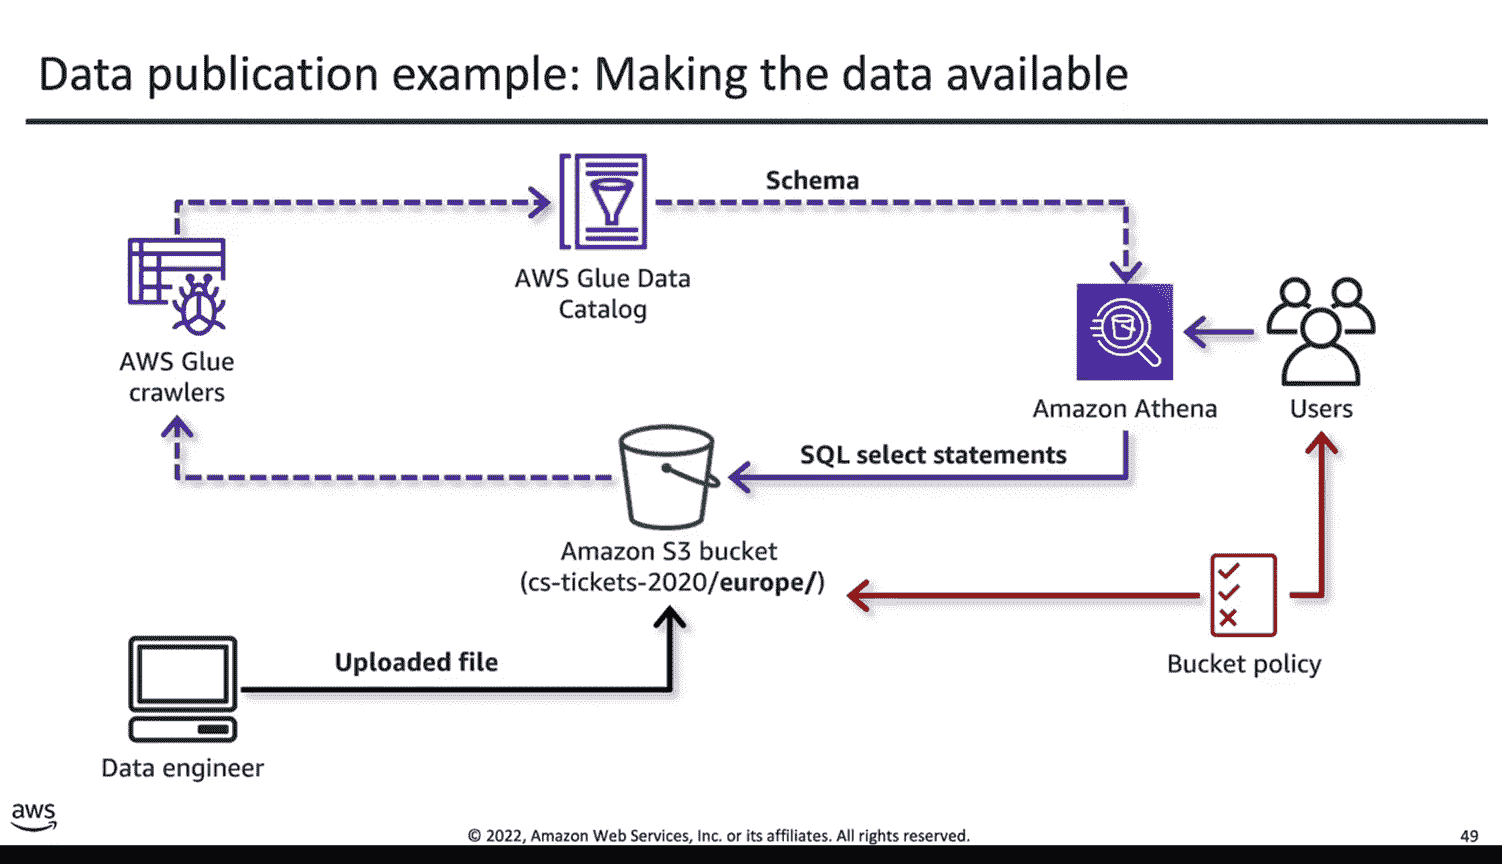 Data publication example: Making the data available
Schema
AWS Glue Data
Catalog
AWS Glue
crawlers
Amazon Athena
Users
SQL select statements
Amazon S3 bucket
(cs-tickets-2020/europe/)
Uploaded file
Bucket policy
Data engineer
aws
© 2022, Amazon Web Services, Inc. or its affiliates. All rights reserved.
49